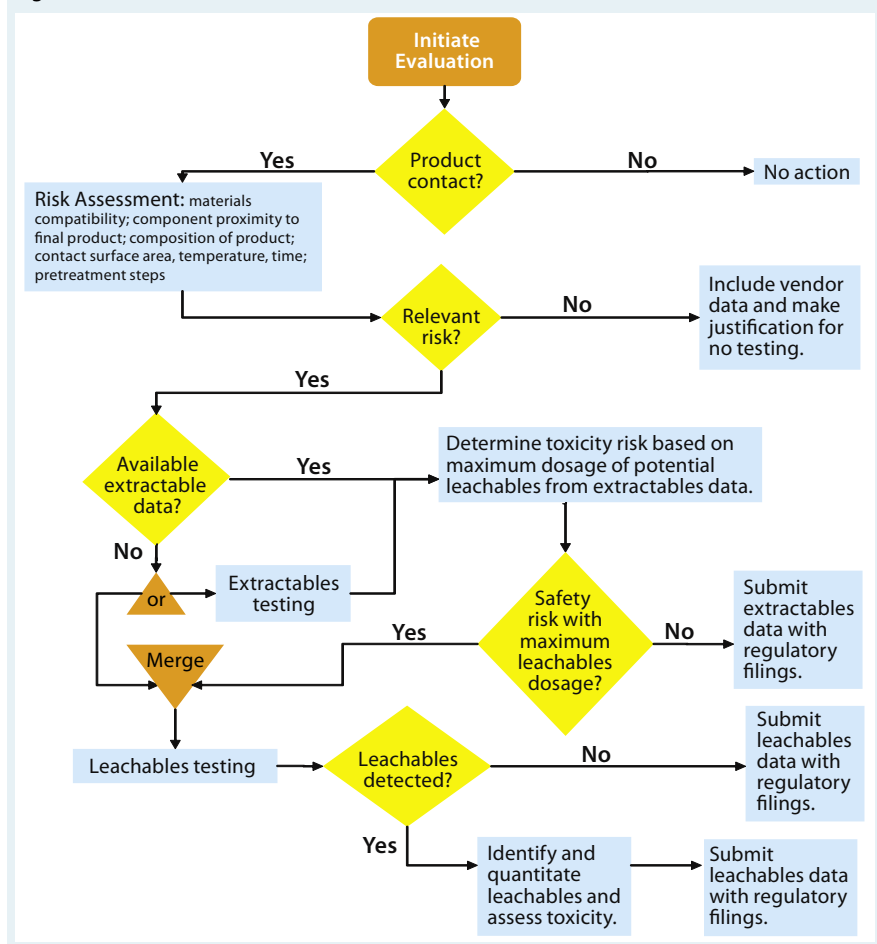 Initiate
Evaluation
Product
contact?
Yes
No
No action
Risk Assessment: materials
compatibility; component proximity to
final product; composition of product;
contact surface area, temperature, time;
pretreatment steps
Relevant
risk?
No
Include vendor
data and make
justification for
no testing.
Yes
Available
extractable
data?
Yes
Determine toxicity risk based on
maximum dosage of potential
leachables from extractables data.
No
or
Extractables
testing
Safety
risk with
maximum
leachables
dosage?
Yes
No
Submit
extractables
data with
regulatory
filings.
Merge
Leachables testing
Leachables
detected?
No
Submit
leachables
data with
regulatory
filings.
Yes
Identify and
quantitate
leachables and
assess toxicity.
Submit
leachables data
with regulatory
filings.